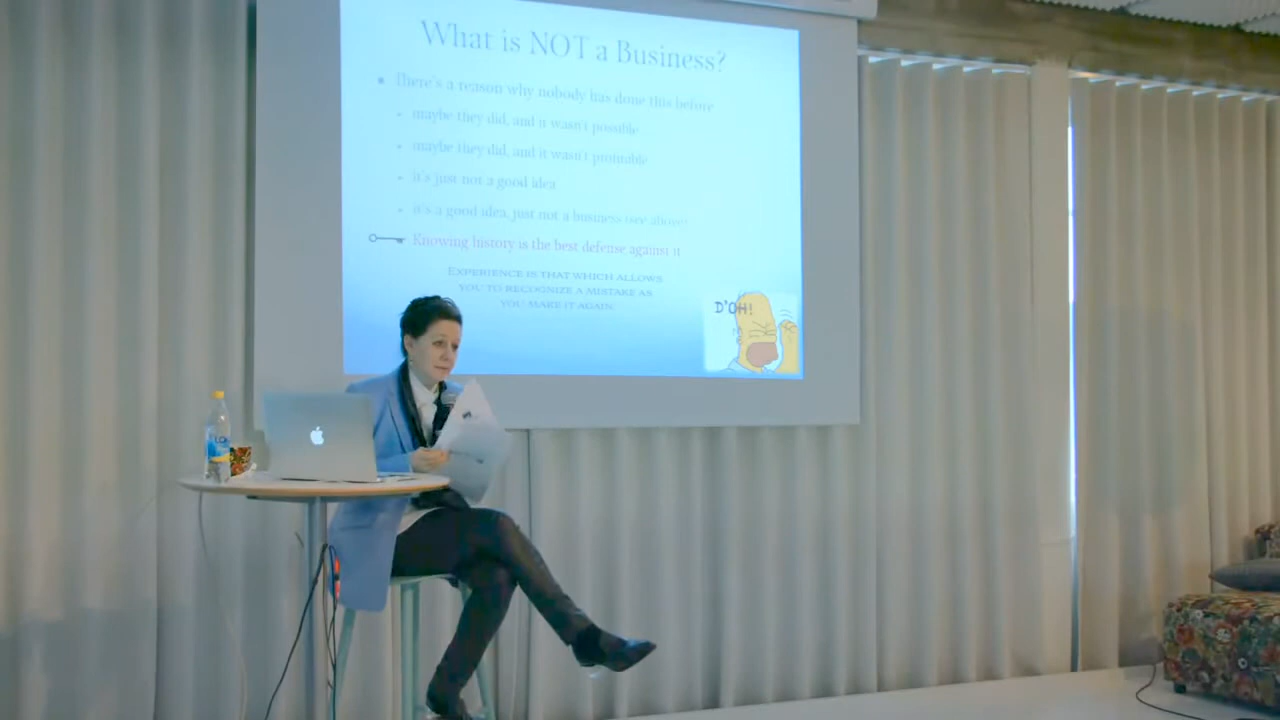 What is NOT a Business?
There's a reason why nobody has done this before
maybe they did, and it wasn't possible
maybe they did, and it wasn't profitable
it's just not a good idea
it's a good idea, just not a business (see above)
Knowing history is the best defense against it
EXPERIENCE IS THAT WHICH ALLOWS
YOU TO RECOGNIZE A MISTAKE AS
YOU MAKE IT AGAIN
D'OH!